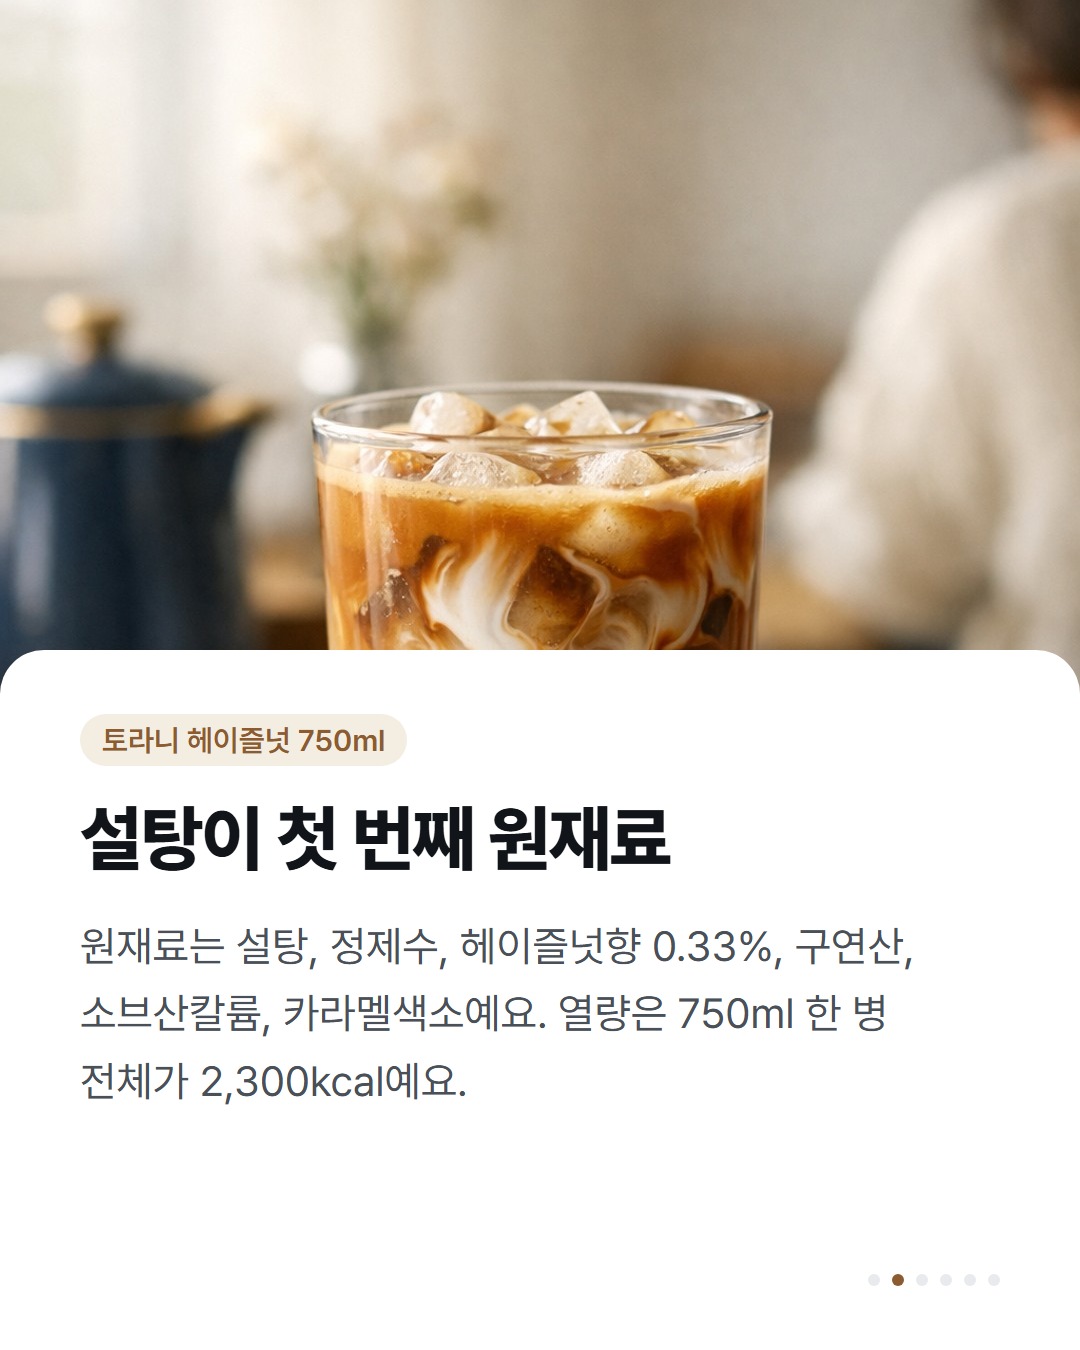 토라니 헤이즐넛 750ml
설탕이 첫 번째 원재료
원재료는 설탕, 정제수, 헤이즐넛향 0.33%, 구연산,
소브산칼륨, 카라멜색소예요. 열량은 750ml 한 병
전체가 2,300kcal예요.